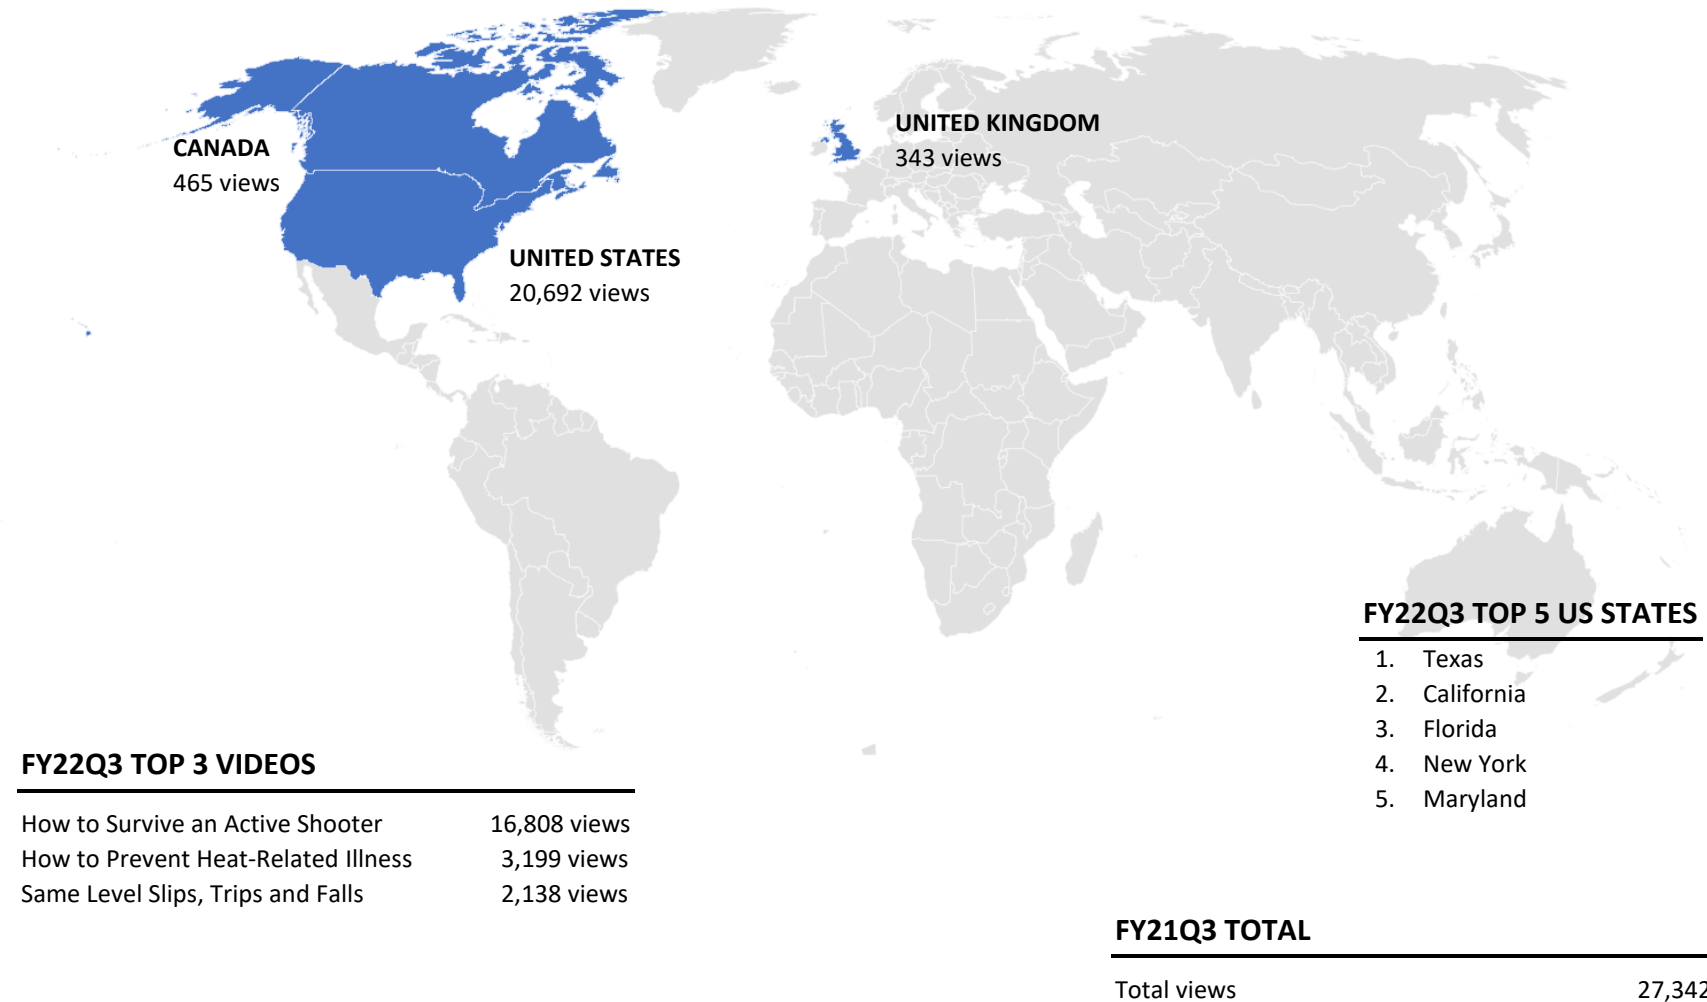 UNITED KINGDOM
343 views
CANADA
465 views
UNITED STATES
20,692 views
FY22Q3 TOP 5 US STATES
1. Texas
2. California
3. Florida
4. New York
5. Maryland
FY22Q3 TOP 3 VIDEOS
How to Survive an Active Shooter 16,808 views
How to Prevent Heat-Related Illness 3,199 views
Same Level Slips, Trips and Falls 2,138 views
FY21Q3 TOTAL
Total views 27,342